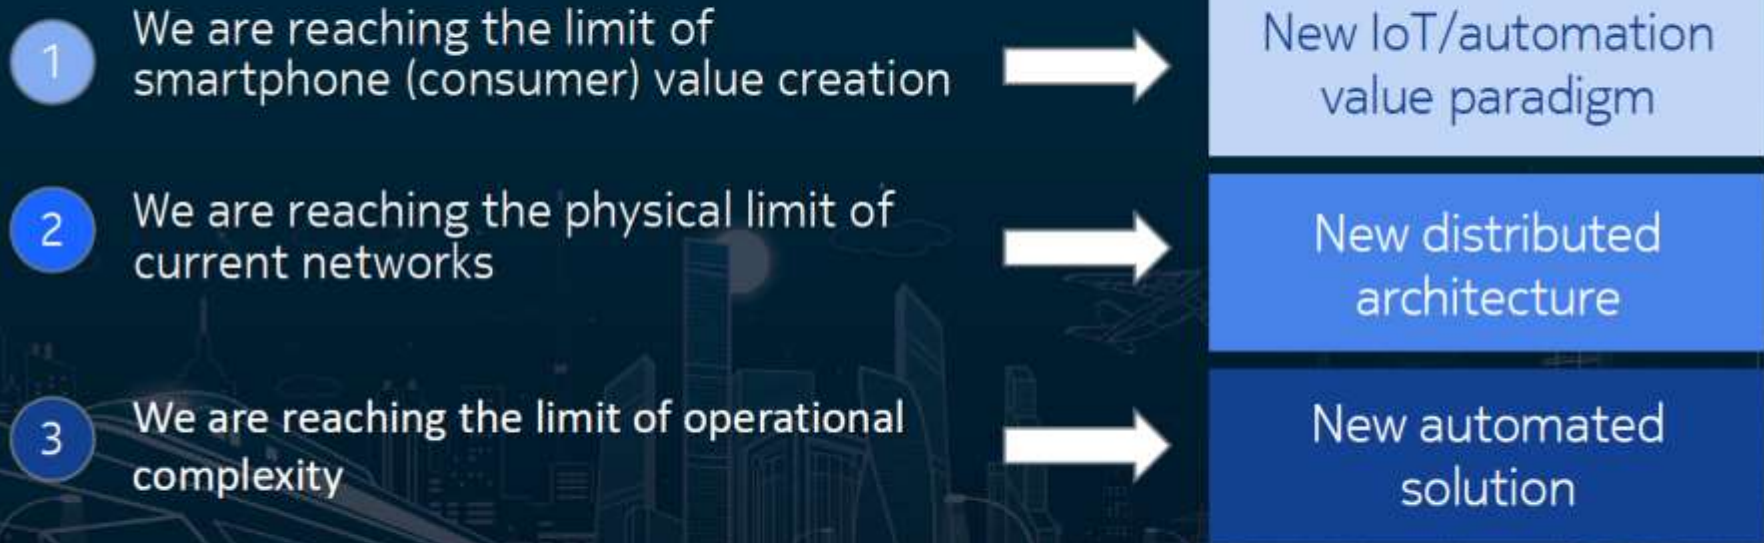 1
We are reaching the limit of
smartphone (consumer) value creation
New IoT/automation
value paradigm
2
We are reaching the physical limit of
current networks
New distributed
architecture
3
We are reaching the limit of operational
complexity
New automated
solution